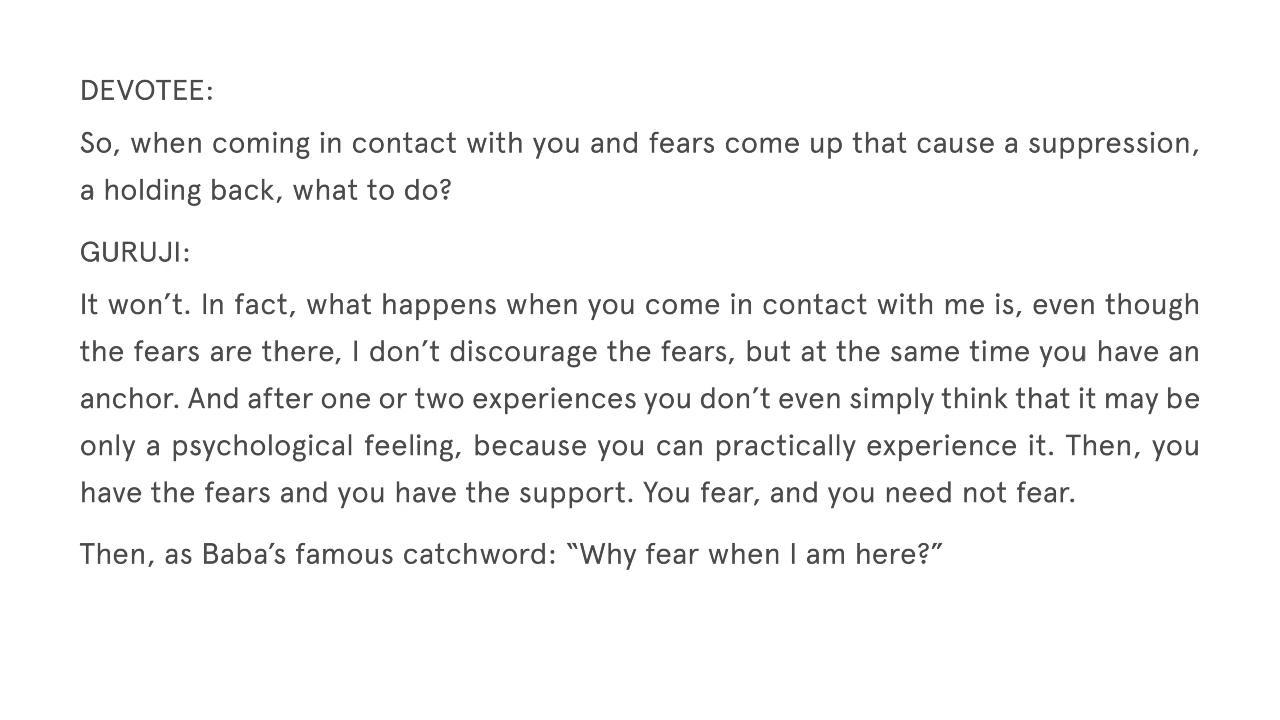 DEVOTEE:
So, when coming in contact with you and fears come up that cause a suppression,
a holding back, what to do?
GURUJI:
It won’t. In fact, what happens when you come in contact with me is, even though
the fears are there, I don’t discourage the fears, but at the same time you have an
anchor. And after one or two experiences you don’t even simply think that it may be
only a psychological feeling, because you can practically experience it. Then, you
have the fears and you have the support. You fear, and you need not fear.
Then, as Baba’s famous catchword: “Why fear when I am here?”